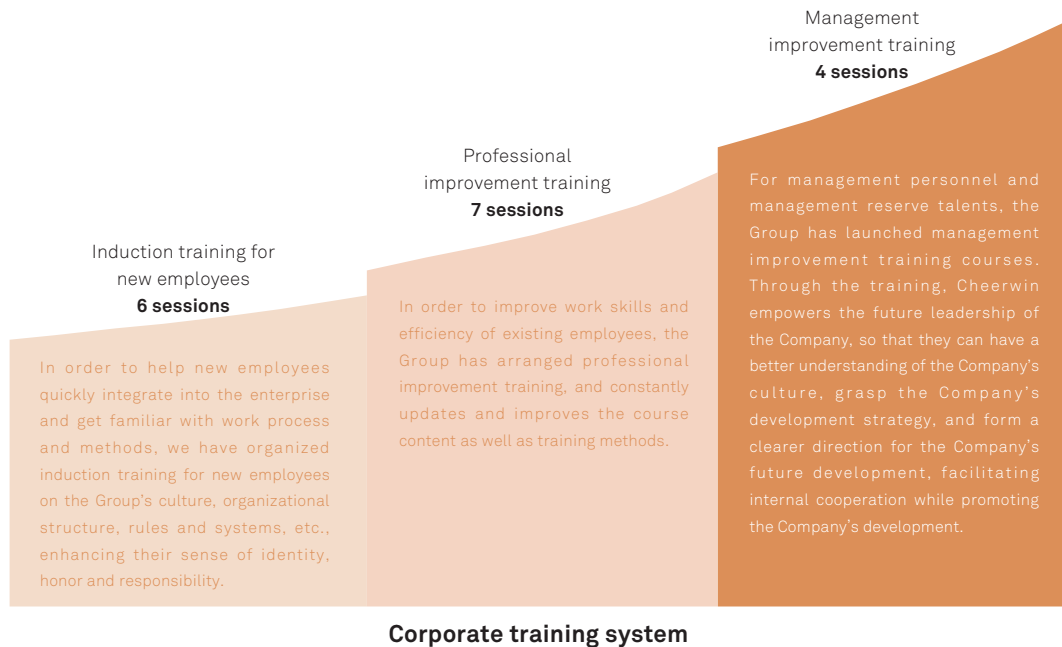 Induction training for
new employees
6 sessions
In order to help new employees
quickly integrate into the enterprise
and get familiar with work process
and methods, we have organized
induction training for new employees
on the Group's culture, organizational
structure, rules and systems, etc.,
enhancing their sense of identity,
honor and responsibility.
Professional
improvement training
7 sessions
In order to improve work skills and
efficiency of existing employees, the
Group has arranged professional
improvement training, and constantly
updates and improves the course
content as well as training methods.
Management
improvement training
4 sessions
For management personnel and
management reserve talents, the
Group has launched management
improvement training courses.
Through the training, Cheerwin
empowers the future leadership of
the Company, so that they can have a
better understanding of the Company's
culture, grasp the Company's
development strategy, and form a
clearer direction for the Company's
future development, facilitating
internal cooperation while promoting
the Company's development.
Corporate training system